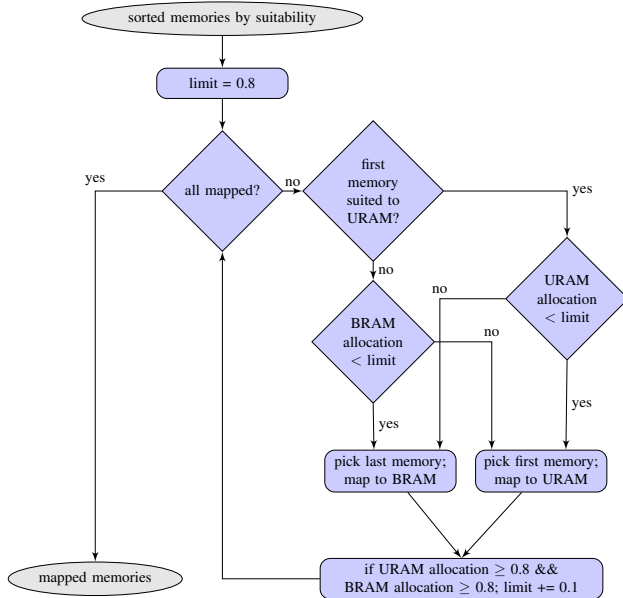 sorted memories by suitability
limit = 0.8
all mapped?
yes
no
first
memory
suited to
URAM?
yes
no
URAM
allocation
< limit
no
yes
BRAM
allocation
< limit
no
yes
pick last memory;
map to BRAM
pick first memory;
map to URAM
if URAM allocation ≥ 0.8 &&
BRAM allocation ≥ 0.8; limit += 0.1
mapped memories